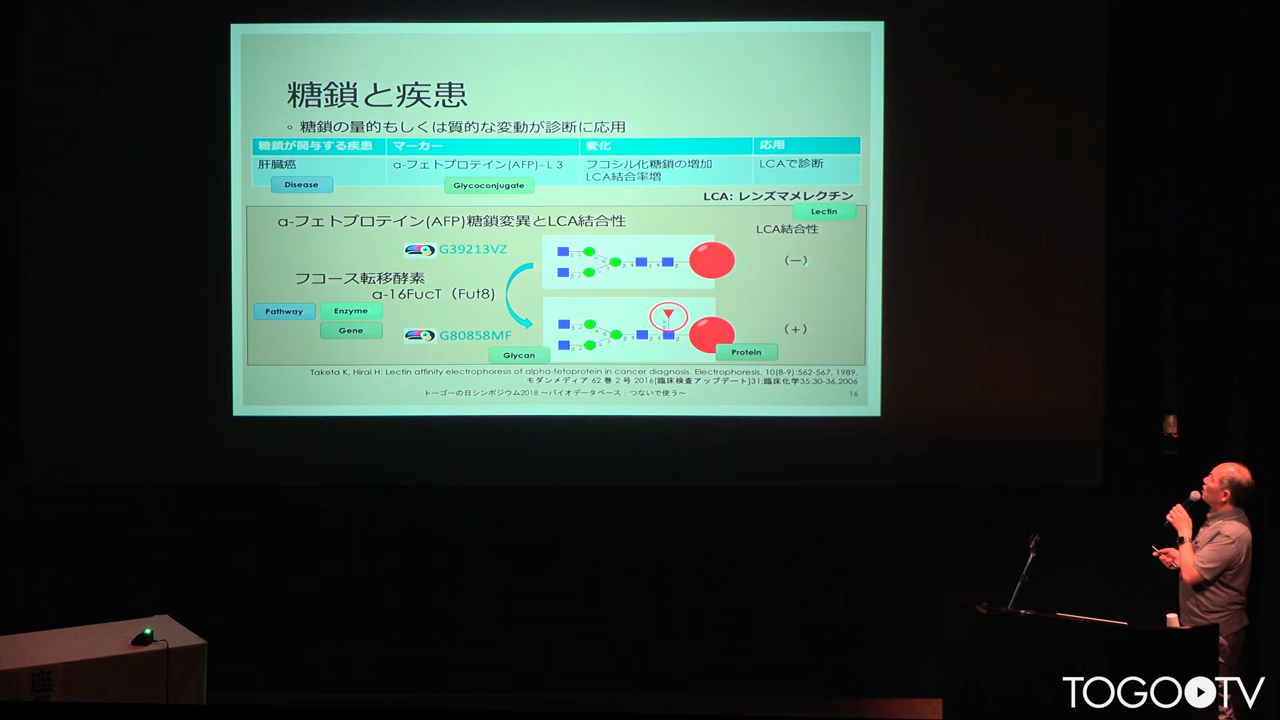 糖鎖と疾患
◦ 糖鎖の量的もしくは質的な変動が診断に応用
糖鎖が関与する疾患 マーカー 変化 応用
肝臓癌 α-フェトプロテイン(AFP)- L 3 フコシル化糖鎖の増加 LCAで診断
LCA結合率増
Disease Glycoconjugate
LCA: レンズマメレクチン
Lectin
α-フェトプロテイン(AFP)糖鎖変異とLCA結合性
LCA結合性
G39213VZ
(−)
フコース転移酵素
α-16FucT（Fut8)
Pathway Enzyme
Gene
(+)
G80858MF
Glycan Protein
Taketa K, Hirai H: Lectin affinity electrophoresis of alpha-fetoprotein in cancer diagnosis. Electrophoresis, 10(8-9):562-567, 1989.
モダンメディア 62 巻 2 号 2016[臨床検査アップデート]31;臨床化学35:30-36,2006
トーゴーの日シンポジウム2018 ～バイオデータベース：つないで使う～ 16
座
TOGOTV